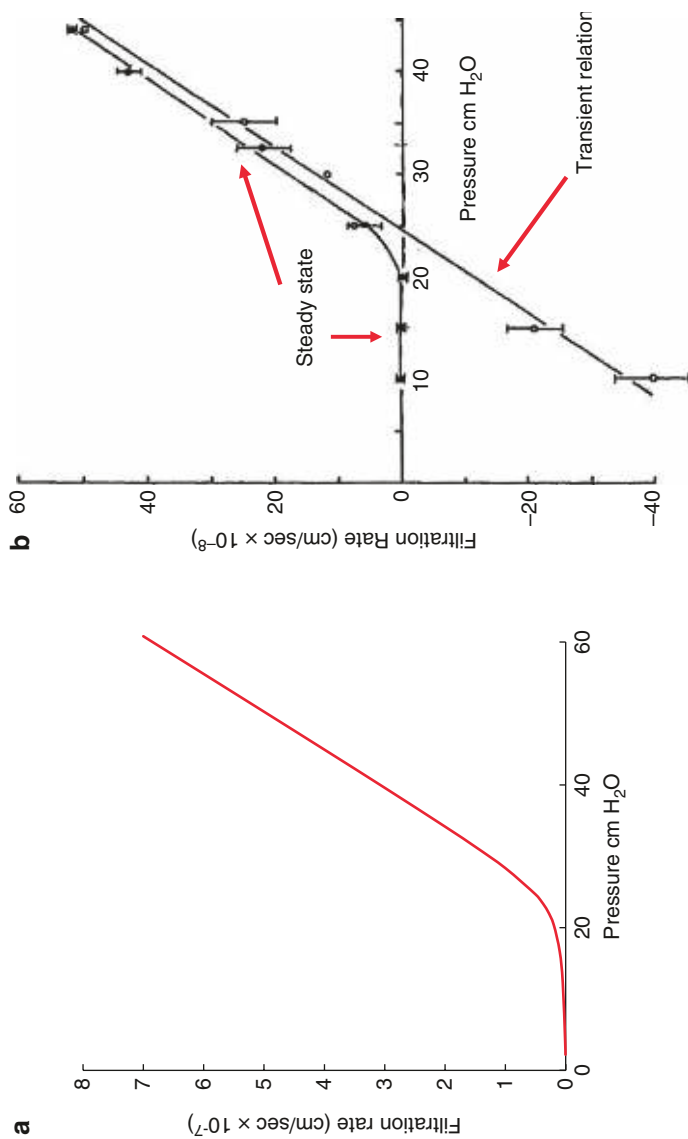 a
Filtration rate (cm/sec × 10⁻⁷)
8
7
6
5
4
3
2
1
0
0
20
40
60
Pressure cm H₂O
b
Filtration Rate (cm/sec × 10⁻⁸)
60
40
20
0
−20
−40
10
20
30
40
Pressure cm H₂O
Steady state
Transient relation